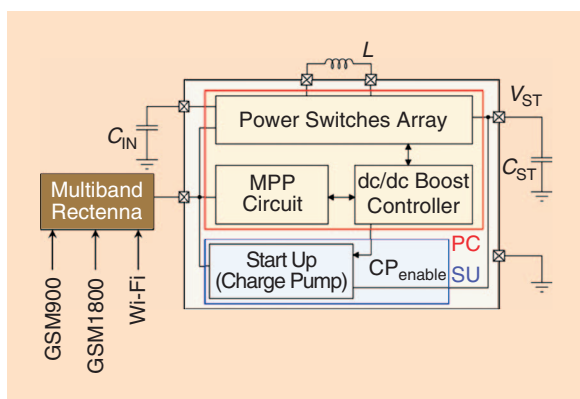 L
Power Switches Array
V_ST
C_IN
C_ST
Multiband
Rectenna
MPP
Circuit
dc/dc Boost
Controller
PC
Start Up
(Charge Pump)
CP_enable
SU
GSM900
GSM1800
Wi-Fi